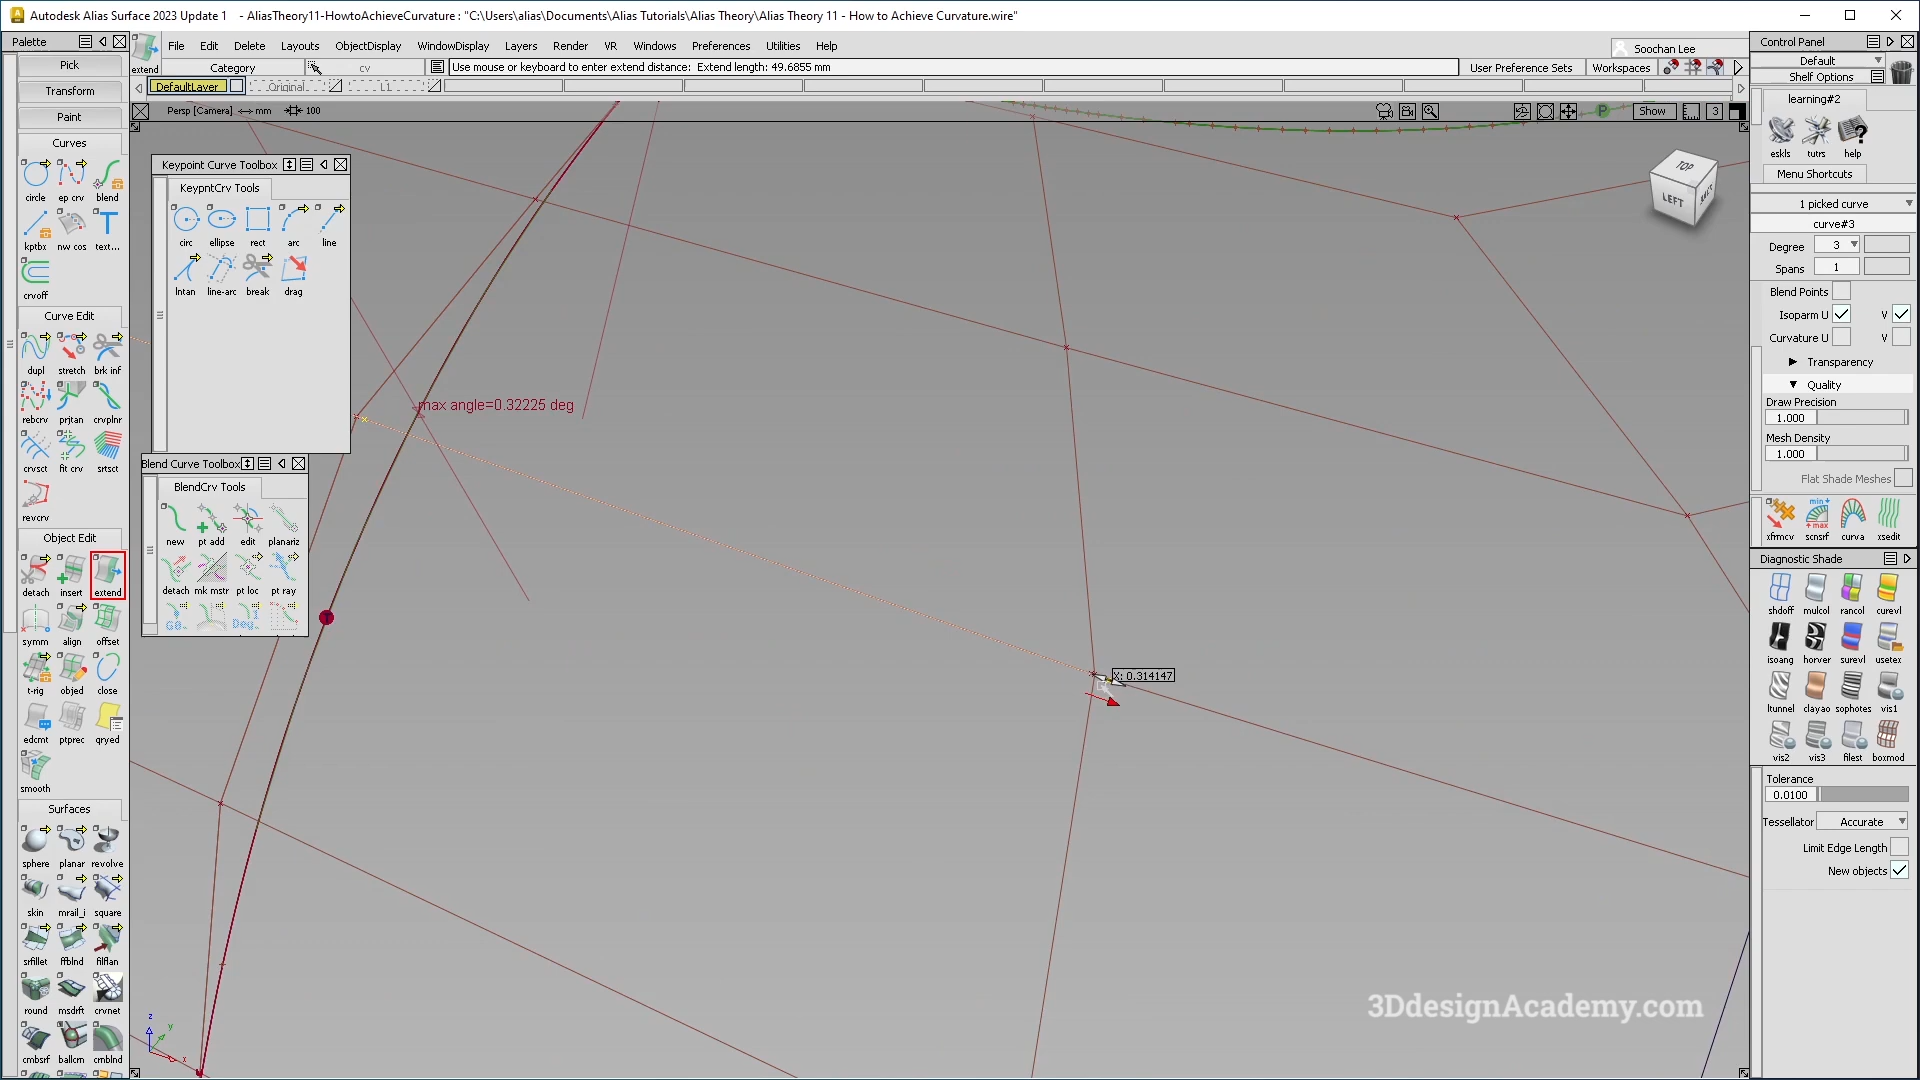 Autodesk Alias Surface 2023 Update 1 - AliasTheory11-HowtoAchieveCurvature : "C:\Users\alias\Documents\Alias Tutorials\Alias Theory\Alias Theory 11 - How to Achieve Curvature.wire"
Palette
extend
File Edit Delete Layouts ObjectDisplay WindowDisplay Layers Render VR Windows Preferences Utilities Help
Soochan Lee
Category cv Use mouse or keyboard to enter extend distance: Extend length: 49.6855 mm User Preference Sets Workspaces
DefaultLayer Original L1
Persp [Camera] mm 100 P Show 3
Pick
Transform
Paint
Curves
circle ep crv blend
kptbx nw cos text...
crvoff
Curve Edit
dupl stretch brk inf
rebcrv prjtan crvplnr
crvsct fit crv srtsct
revcrv
Object Edit
detach insert extend
symm align offset
t-rig objed close
edcmt ptprec qryed
smooth
Surfaces
sphere planar revolve
skin mrail_i square
srfillet ffblnd filflan
round msdrft crvnet
cmbsrf ballcrn crnblnd
Keypoint Curve Toolbox
KeypntCrv Tools
circ ellipse rect arc line
lntan line-arc break drag
Blend Curve Toolbox
BlendCrv Tools
new pt add edit planariz
detach mk mstr pt loc pt ray
max angle=0.32225 deg
T
X: 0.314147
TOP
LEFT
z
y
x
3DdesignAcademy.com
Control Panel
Default
Shelf Options
learning#2
eskls tutrs help
Menu Shortcuts
1 picked curve
curve#3
Degree 3
Spans 1
Blend Points
Isoparm U V
Curvature U V
Transparency
Quality
Draw Precision
1.000
Mesh Density
1.000
Flat Shade Meshes
min
max
xfrmcv scnsrf curva xsedit
Diagnostic Shade
shdoff mulcol rancol curevl
isoang horver surevl usetex
ltunnel clayao sophotes vis1
vis2 vis3 filest boxmod
Tolerance
0.0100
Tessellator Accurate
Limit Edge Length
New objects